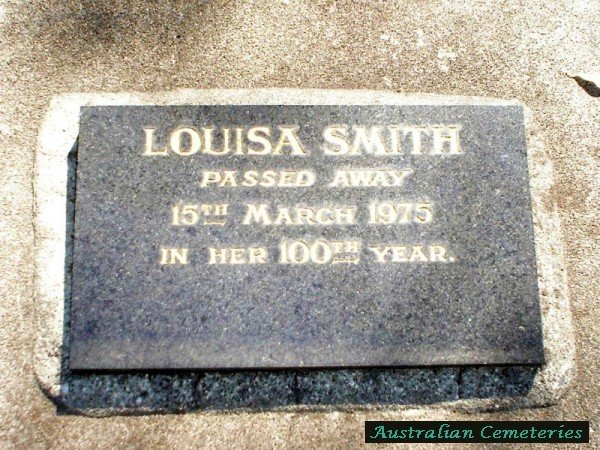 LOUISA SMITH
PASSED AWAY
15TH MARCH 1975
IN HER 100TH YEAR.
Australian Cemeteries